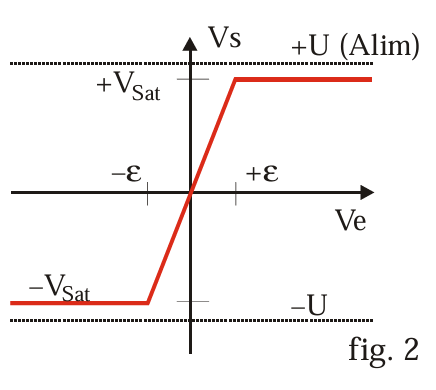 Vs
+U (Alim)
+VSat
−ε
+ε
Ve
−VSat
−U
fig. 2